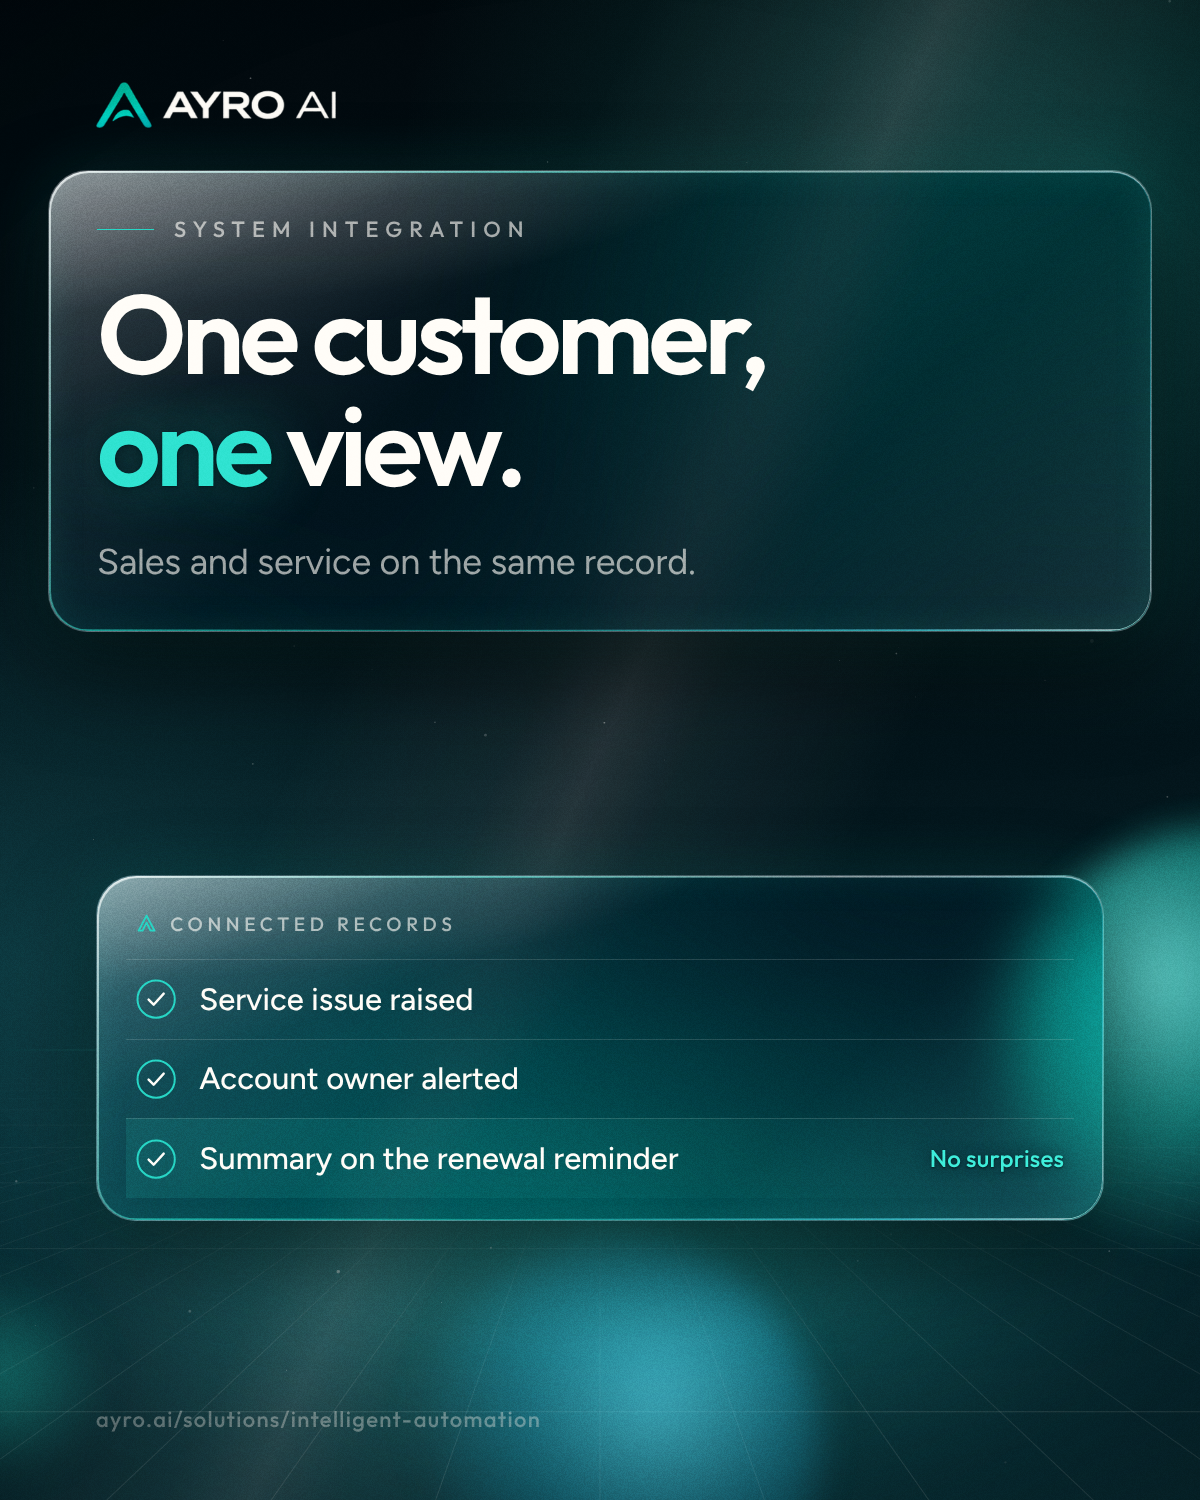 AYRO AI
SYSTEM INTEGRATION
One customer,
one view.
Sales and service on the same record.
CONNECTED RECORDS
Service issue raised
Account owner alerted
Summary on the renewal reminder
No surprises
ayro.ai/solutions/intelligent-automation